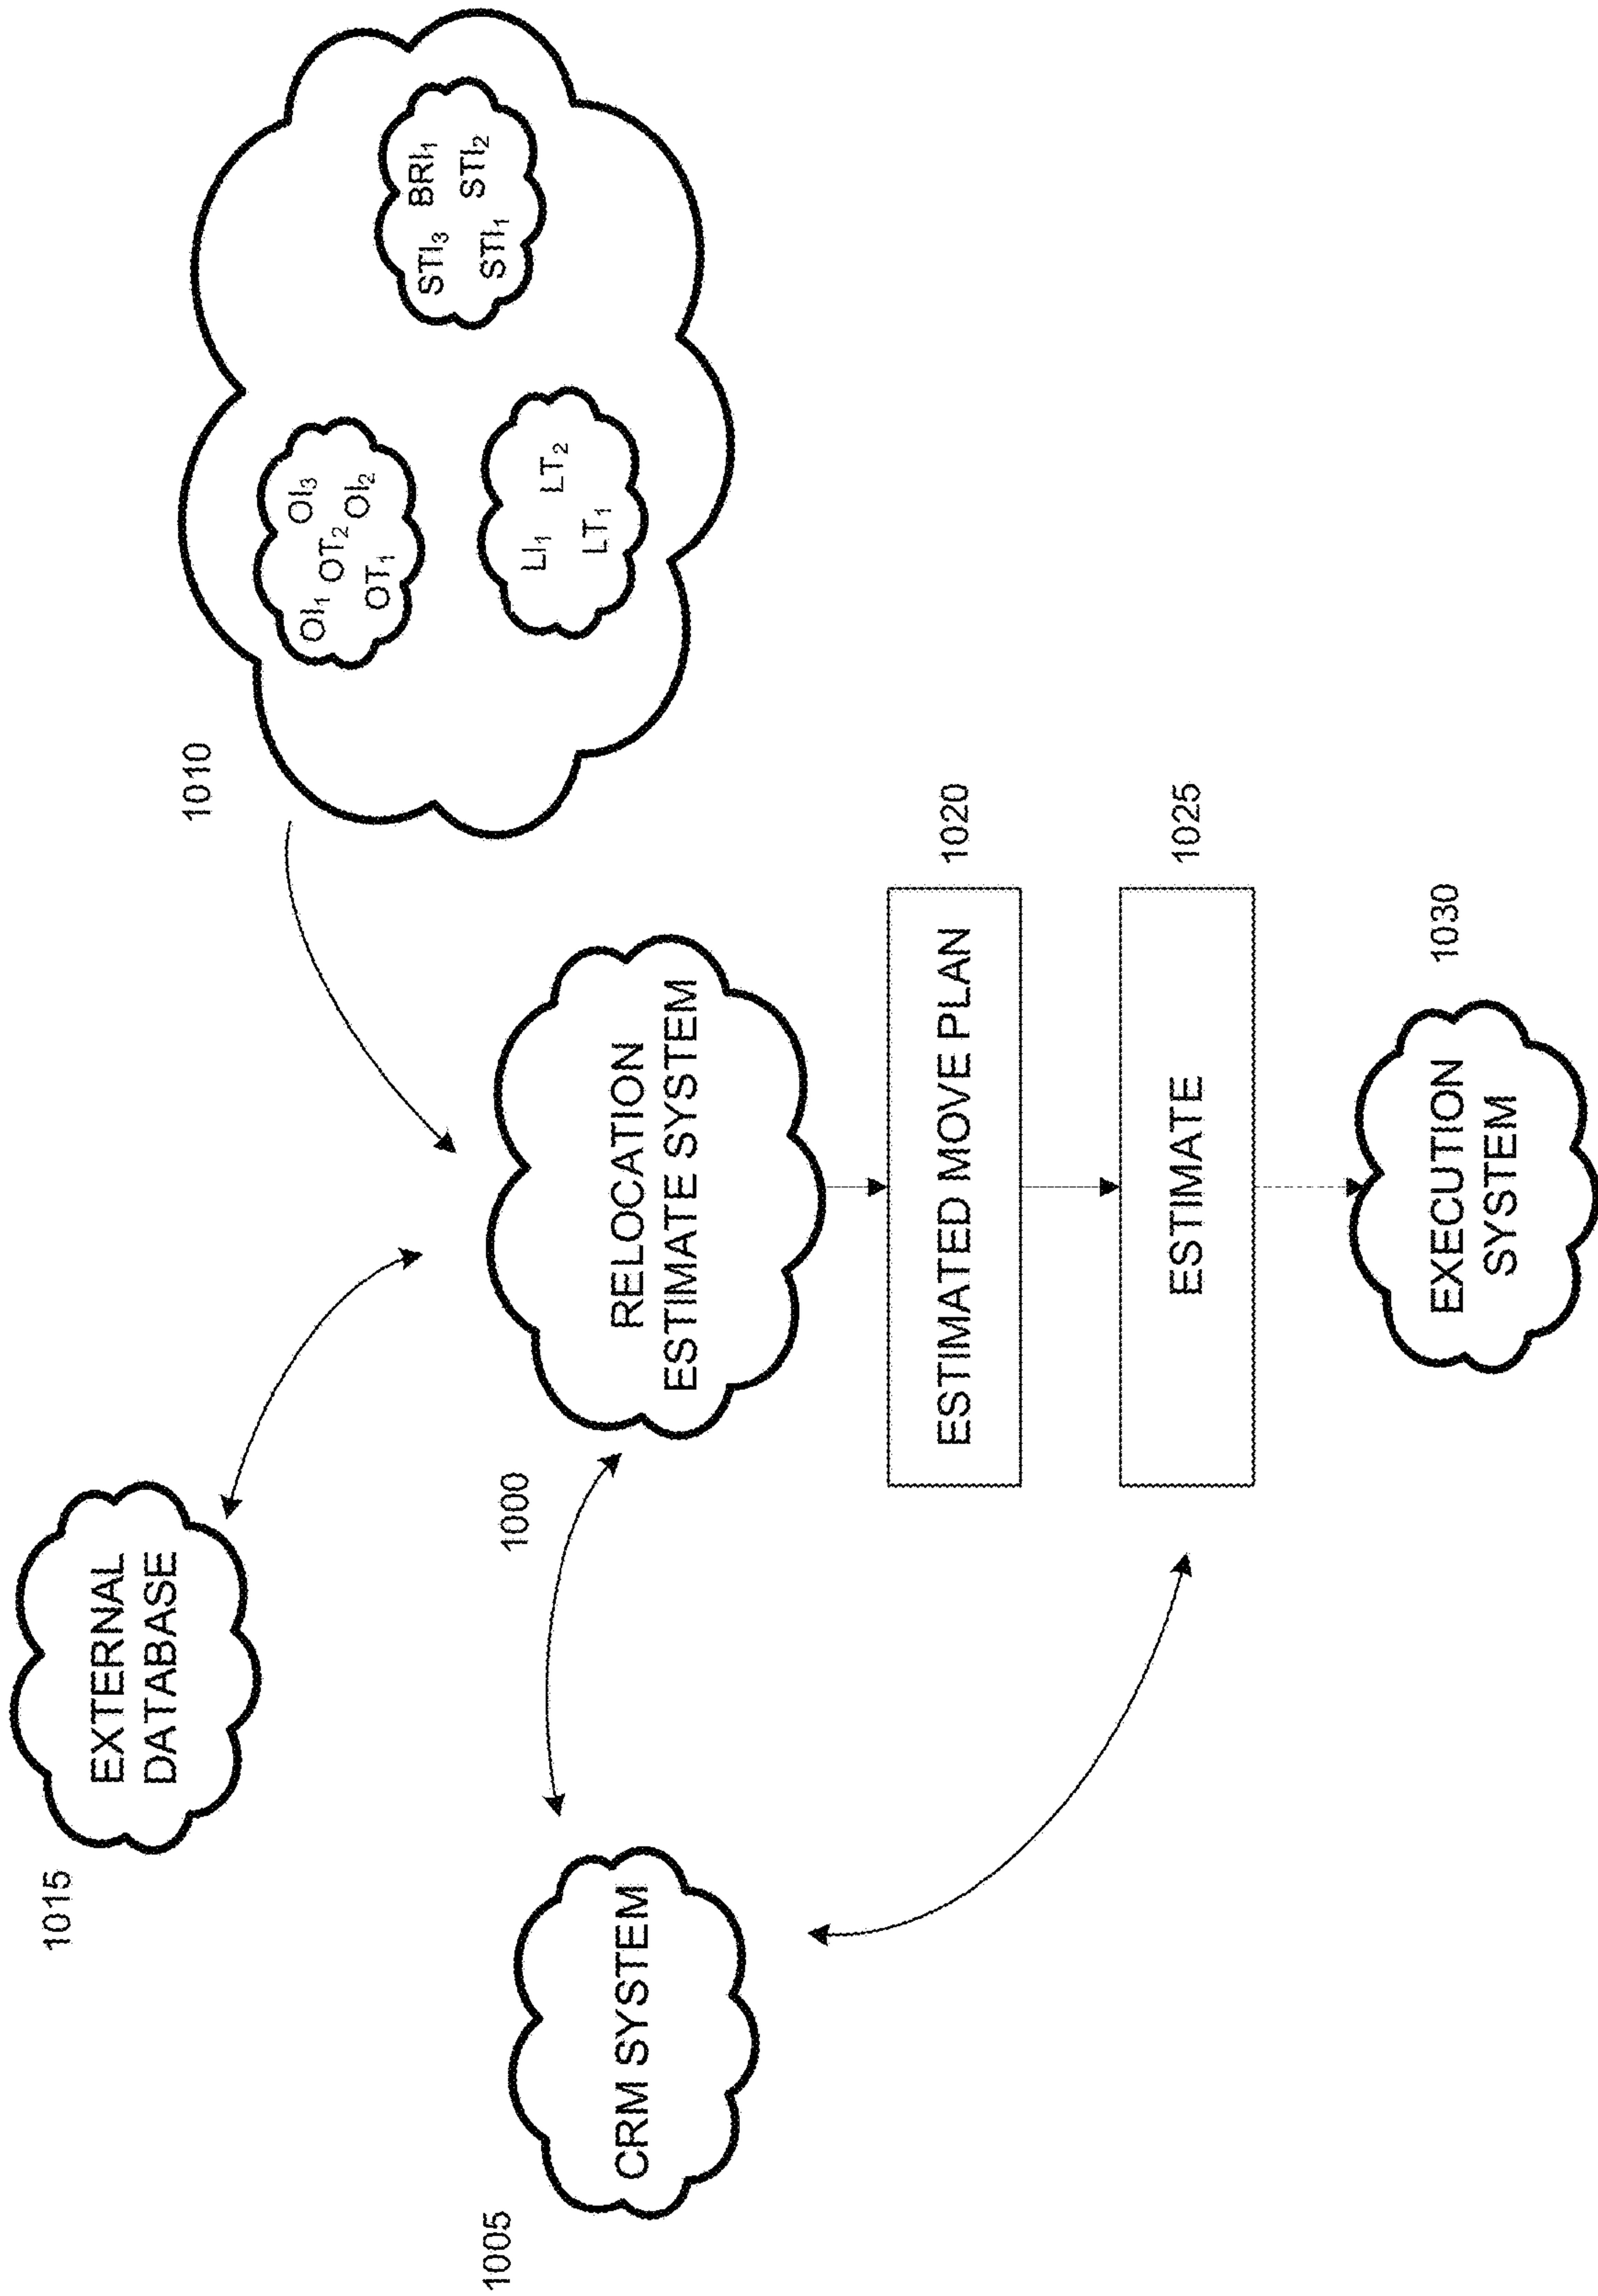 1015
EXTERNAL
DATABASE
1010
OI₁ OI₃
OT₂
OT₁ OI₂
STI₃ BRI₁
STI₁ STI₂
LI₁ LT₂
LT₁
1005
CRM SYSTEM
1000
RELOCATION
ESTIMATE SYSTEM
ESTIMATED MOVE PLAN
1020
ESTIMATE
1025
EXECUTION
SYSTEM
1030